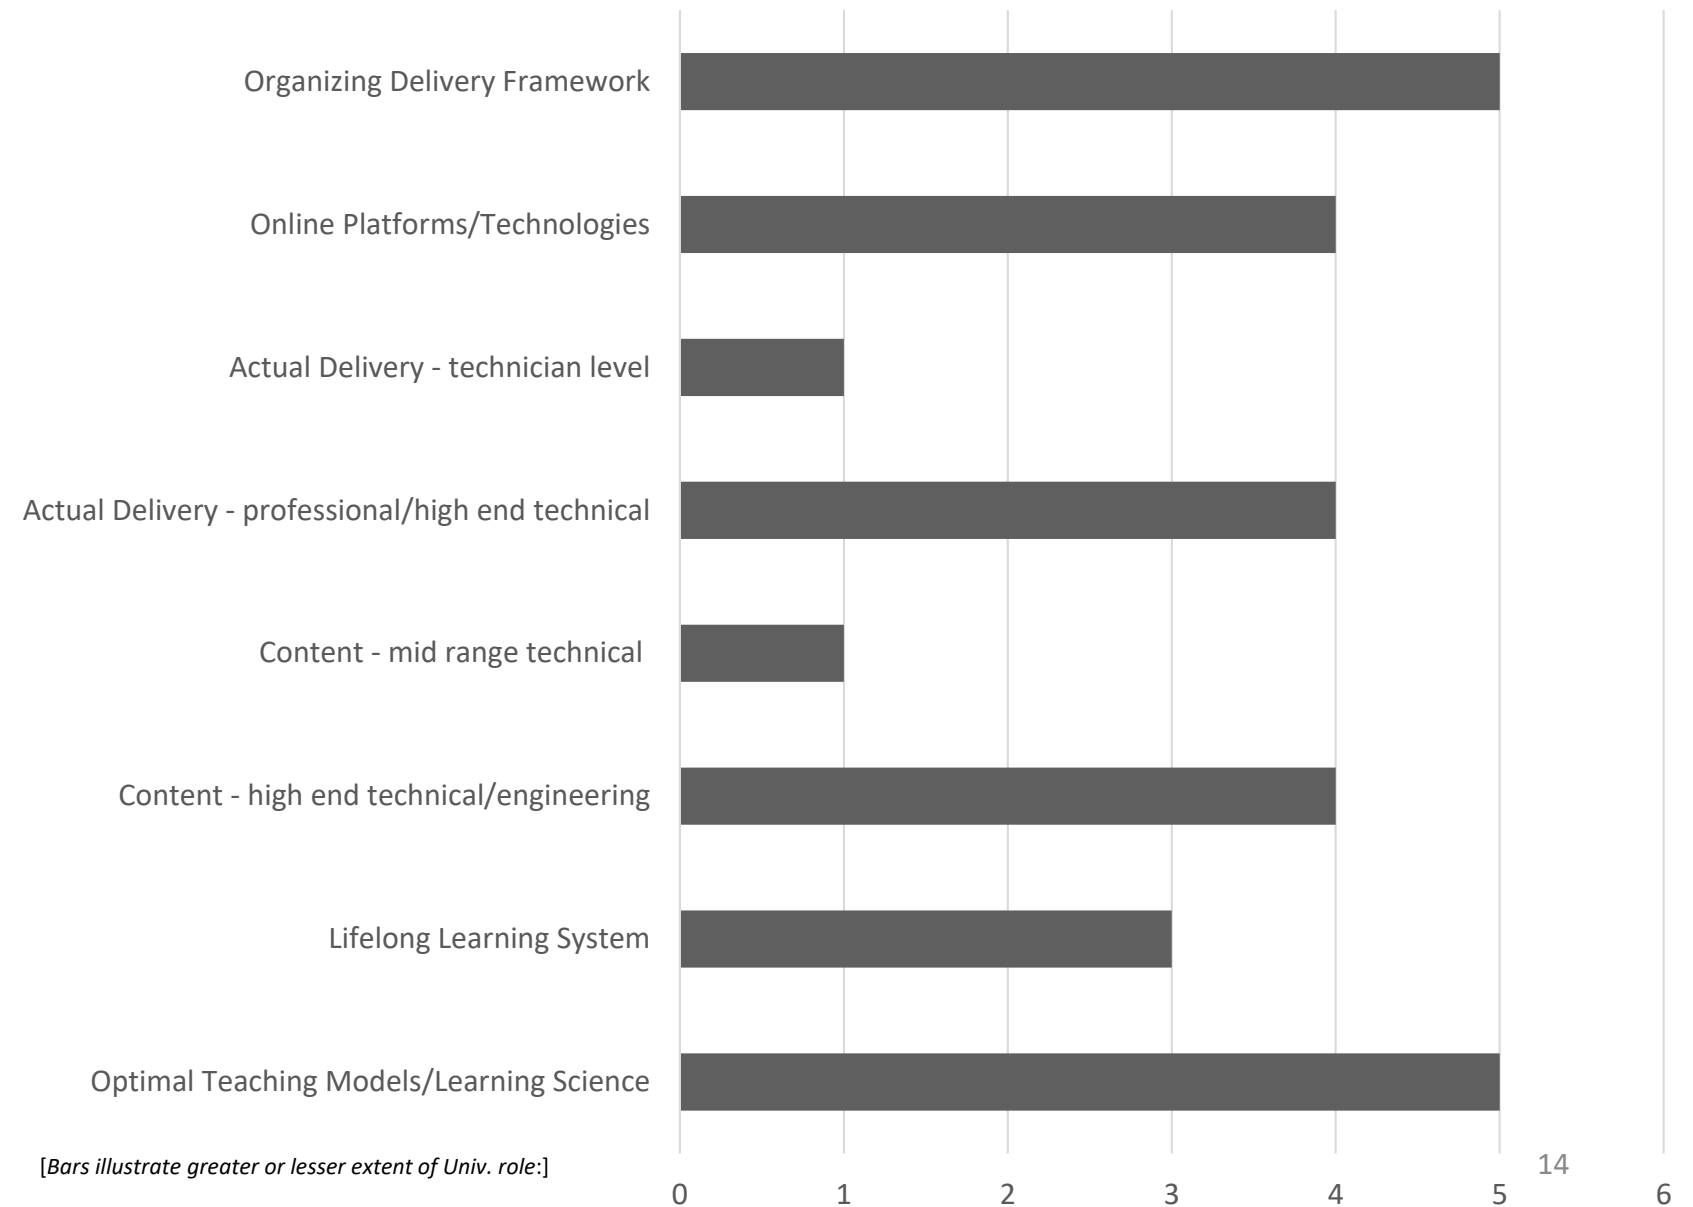 Organizing Delivery Framework
Online Platforms/Technologies
Actual Delivery - technician level
Actual Delivery - professional/high end technical
Content - mid range technical
Content - high end technical/engineering
Lifelong Learning System
Optimal Teaching Models/Learning Science
[Bars illustrate greater or lesser extent of Univ. role:]
14
0 1 2 3 4 5 6